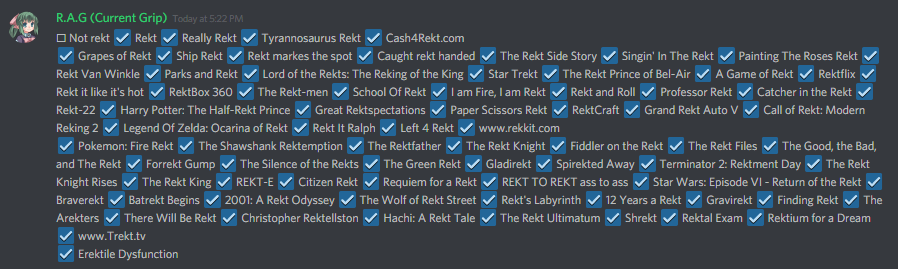 R.A.G (Current Grip) Today at 5:22 PM
☐ Not rekt ✅ Rekt ✅ Really Rekt ✅ Tyrannosaurus Rekt ✅ Cash4Rekt.com
✅ Grapes of Rekt ✅ Ship Rekt ✅ Rekt marks the spot ✅ Caught rekt handed ✅ The Rekt Side Story ✅ Singin' In The Rekt ✅ Painting The Roses Rekt ✅
Rekt Van Winkle ✅ Parks and Rekt ✅ Lord of the Rekts: The Reking of the King ✅ Star Trekt ✅ The Rekt Prince of Bel-Air ✅ A Game of Rekt ✅ Rektflix ✅
Rekt it like it's hot ✅ RektBox 360 ✅ The Rekt-men ✅ School Of Rekt ✅ I am Fire, I am Rekt ✅ Rekt and Roll ✅ Professor Rekt ✅ Catcher in the Rekt ✅
Rekt-22 ✅ Harry Potter: The Half-Rekt Prince ✅ Great Rektspectations ✅ Paper Scissors Rekt ✅ RektCraft ✅ Grand Rekt Auto V ✅ Call of Rekt: Modern
Reking 2 ✅ Legend Of Zelda: Ocarina of Rekt ✅ Rekt It Ralph ✅ Left 4 Rekt ✅ www.rekkit.com
✅ Pokemon: Fire Rekt ✅ The Shawshank Rektemption ✅ The Rektfather ✅ The Rekt Knight ✅ Fiddler on the Rekt ✅ The Rekt Files ✅ The Good, the Bad,
and The Rekt ✅ Forrekt Gump ✅ The Silence of the Rekts ✅ The Green Rekt ✅ Gladirekt ✅ Spirekted Away ✅ Terminator 2: Rektment Day ✅ The Rekt
Knight Rises ✅ The Rekt King ✅ REKT-E ✅ Citizen Rekt ✅ Requiem for a Rekt ✅ REKT TO REKT ass to ass ✅ Star Wars: Episode VI - Return of the Rekt ✅
Braverekt ✅ Batrekt Begins ✅ 2001: A Rekt Odyssey ✅ The Wolf of Rekt Street ✅ Rekt's Labyrinth ✅ 12 Years a Rekt ✅ Gravirekt ✅ Finding Rekt ✅ The
Arekters ✅ There Will Be Rekt ✅ Christopher Rektellston ✅ Hachi: A Rekt Tale ✅ The Rekt Ultimatum ✅ Shrekt ✅ Rektal Exam ✅ Rektium for a Dream
✅ www.Trekt.tv
✅ Erektile Dysfunction